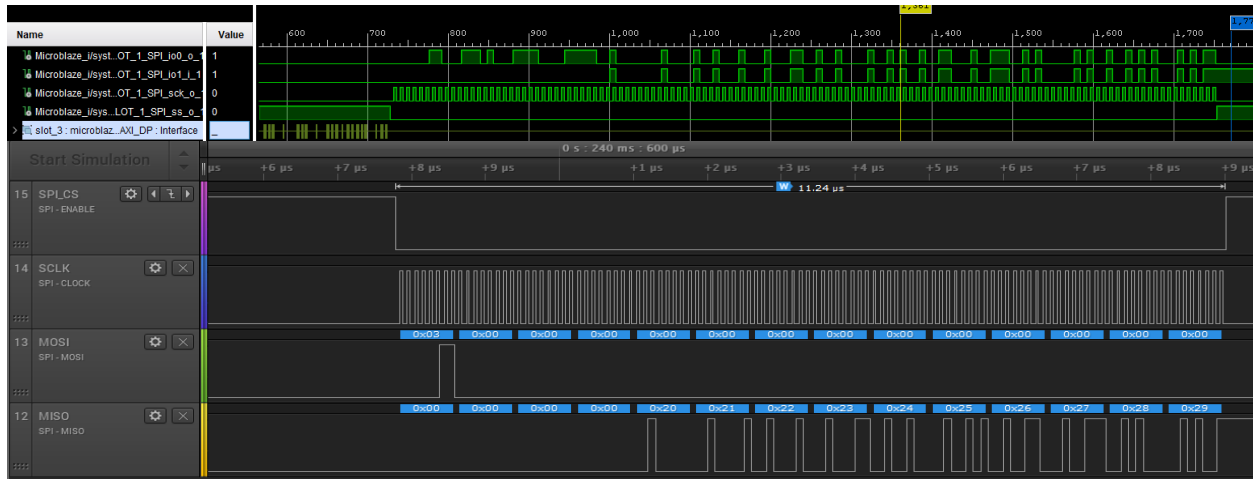 1,361
1,77
Name Value
600 700 800 900 1,000 1,100 1,200 1,300 1,400 1,500 1,600 1,700
Microblaze_i/syst...OT_1_SPI_io0_o_1 1
Microblaze_i/syst...OT_1_SPI_io1_i_1 1
Microblaze_i/syst...OT_1_SPI_sck_o_1 0
Microblaze_i/sys...LOT_1_SPI_ss_o_1 0
slot_3 : microblaz...AXI_DP : Interface _
0 s : 240 ms : 600 µs
Start Simulation
µs +6 µs +7 µs +8 µs +9 µs +1 µs +2 µs +3 µs +4 µs +5 µs +6 µs +7 µs +8 µs +9 µs
15 SPI_CS
SPI - ENABLE
W 11.24 µs
14 SCLK
SPI - CLOCK
13 MOSI
SPI - MOSI
0x03 0x00 0x00 0x00 0x00 0x00 0x00 0x00 0x00 0x00 0x00 0x00 0x00 0x00
12 MISO
SPI - MISO
0x00 0x00 0x00 0x00 0x20 0x21 0x22 0x23 0x24 0x25 0x26 0x27 0x28 0x29